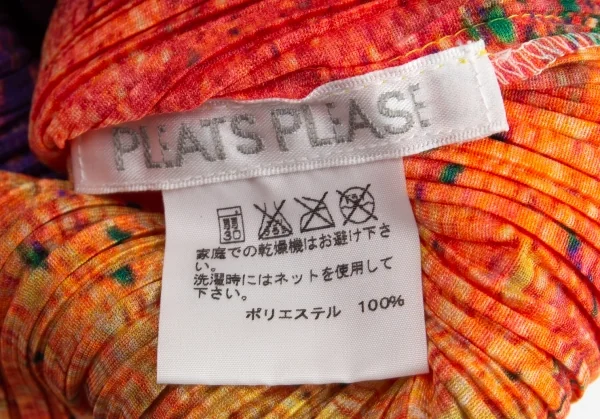 PLEATS PLEASE
30
家庭での乾燥機はお避け下さ
い。
洗濯時にはネットを使用して
下さい。
ポリエステル 100%